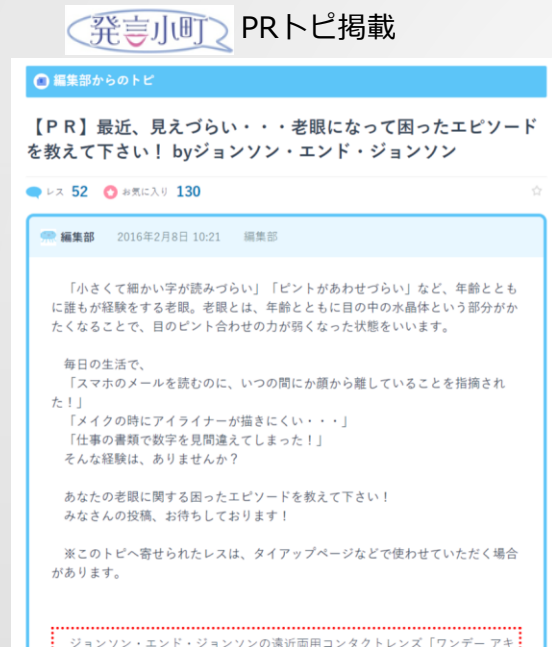 発言小町 PRトピ掲載
編集部からのトピ
【PR】最近、見えづらい・・・老眼になって困ったエピソード
を教えて下さい！ byジョンソン・エンド・ジョンソン
レス 52 お気に入り 130
編集部 2016年2月8日 10:21 編集部
「小さくて細かい字が読みづらい」「ピントがあわせづらい」など、年齢ととも
に誰もが経験をする老眼。老眼とは、年齢とともに目の中の水晶体という部分がか
たくなることで、目のピント合わせの力が弱くなった状態をいいます。
毎日の生活で、
「スマホのメールを読むのに、いつの間にか顔から離していることを指摘され
た！」
「メイクの時にアイライナーが描きにくい・・・」
「仕事の書類で数字を見間違えてしまった！」
そんな経験は、ありませんか？
あなたの老眼に関する困ったエピソードを教えて下さい！
みなさんの投稿、お待ちしております！
※このトピへ寄せられたレスは、タイアップページなどで使わせていただく場合
があります。
ジョンソン・エンド・ジョンソンの遠近両用コンタクトレンズ「ワンデー アキ